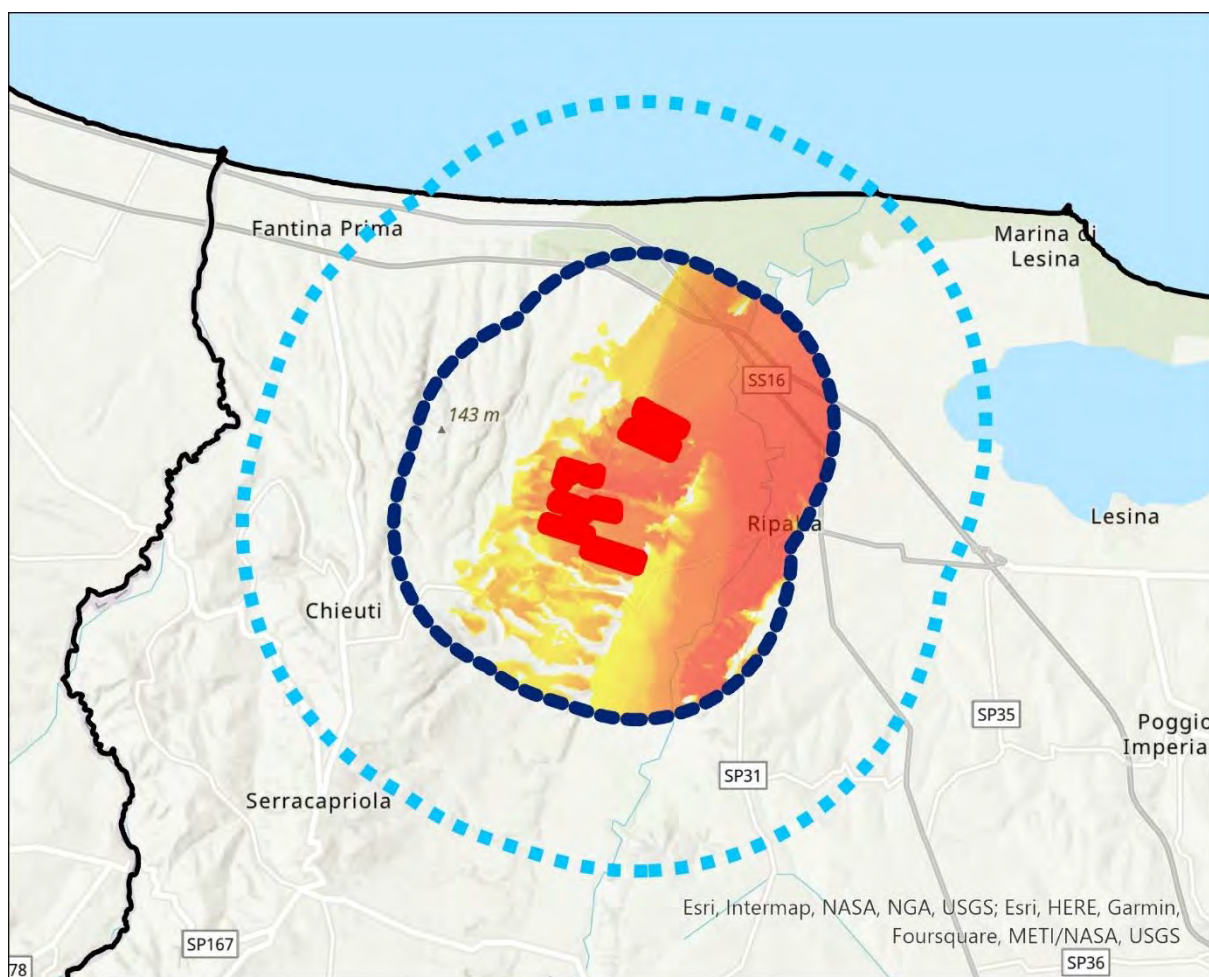 Fantina Prima
Marina di
Lesina
143 m
SS16
Lesina
Chieuti
SP35
Poggio
SP31
Serracapriola
Esri, Intermap, NASA, NGA, USGS; Esri, HERE, Garmin,
Foursquare, METI/NASA, USGS
SP167
SP36
78